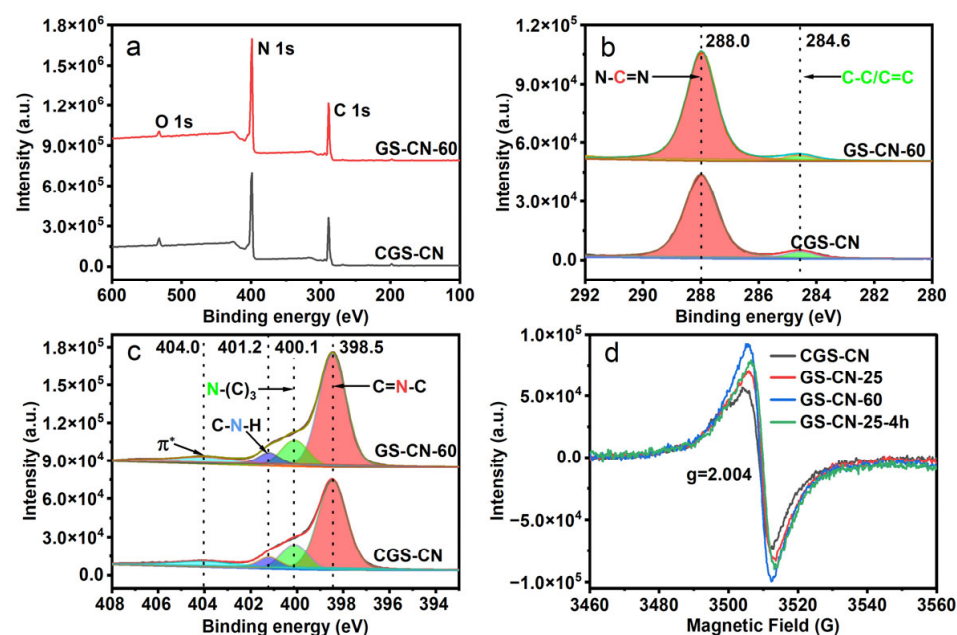 a
1.8×10⁶
1.5×10⁶
1.2×10⁶
9.0×10⁵
6.0×10⁵
3.0×10⁵
0.0
Intensity (a.u.)
N 1s
O 1s
C 1s
GS-CN-60
CGS-CN
600 500 400 300 200 100
Binding energy (eV)
b
1.2×10⁵
8.0×10⁴
4.0×10⁴
0.0
Intensity (a.u.)
288.0
284.6
N-C=N
C-C/C=C
GS-CN-60
CGS-CN
292 290 288 286 284 282 280
Binding energy (eV)
c
1.8×10⁵
1.5×10⁵
1.2×10⁵
9.0×10⁴
6.0×10⁴
3.0×10⁴
0.0
Intensity (a.u.)
404.0 401.2 400.1 398.5
N-(C)₃
C=N-C
C-N-H
π*
GS-CN-60
CGS-CN
408 406 404 402 400 398 396 394
Binding energy (eV)
d
1.0×10⁵
5.0×10⁴
0.0
−5.0×10⁴
−1.0×10⁵
Intensity (a.u.)
CGS-CN
GS-CN-25
GS-CN-60
GS-CN-25-4h
g=2.004
3460 3480 3500 3520 3540 3560
Magnetic Field (G)